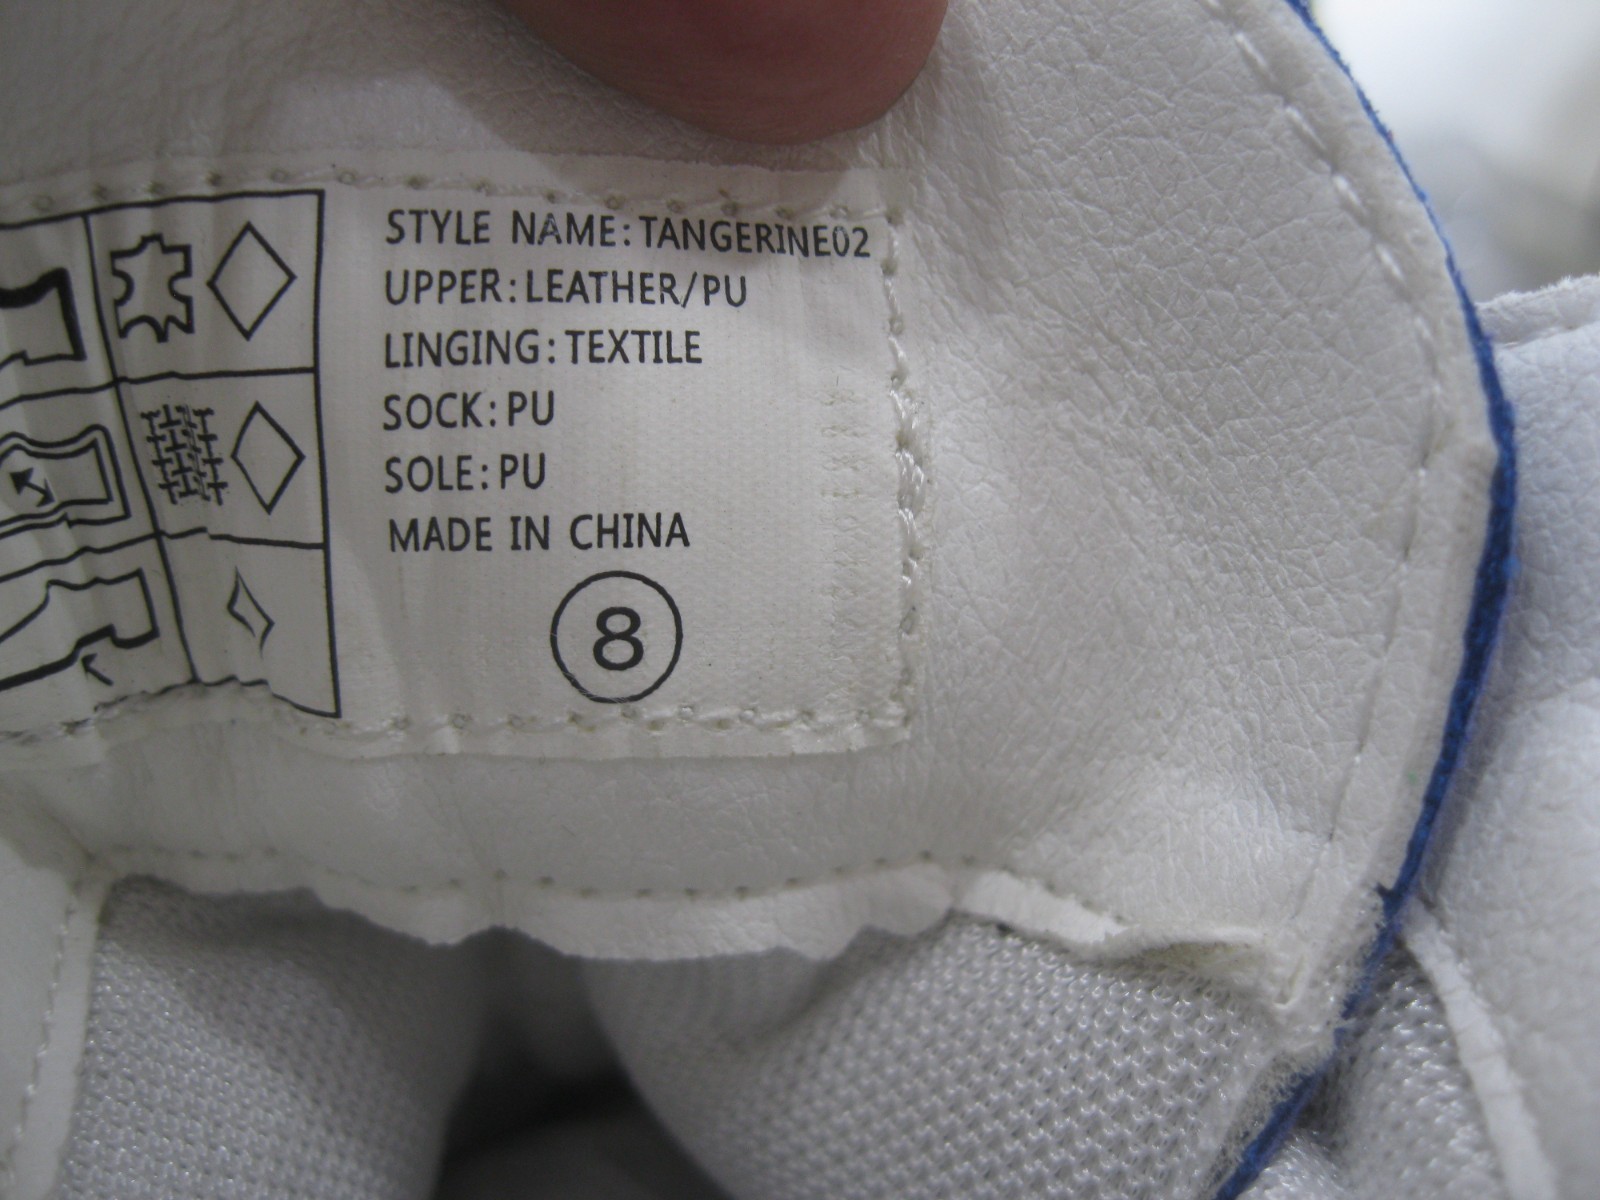 STYLE NAME:TANGERINE02
UPPER:LEATHER/PU
LINGING:TEXTILE
SOCK:PU
SOLE:PU
MADE IN CHINA
8